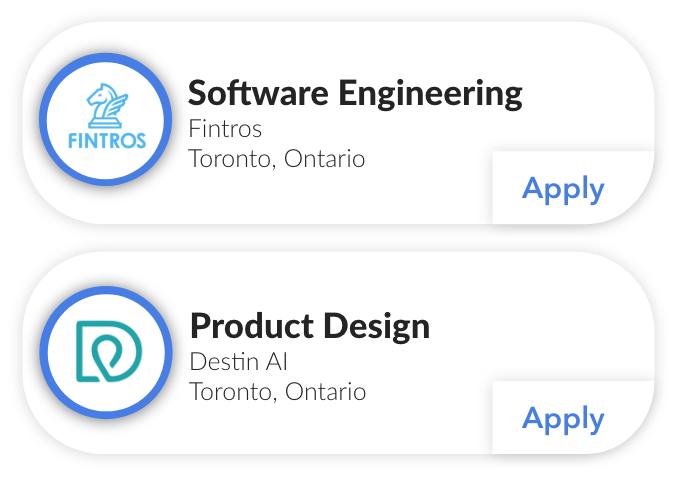 FINTROS
Software Engineering
Fintros
Toronto, Ontario
Apply
Product Design
Destin AI
Toronto, Ontario
Apply